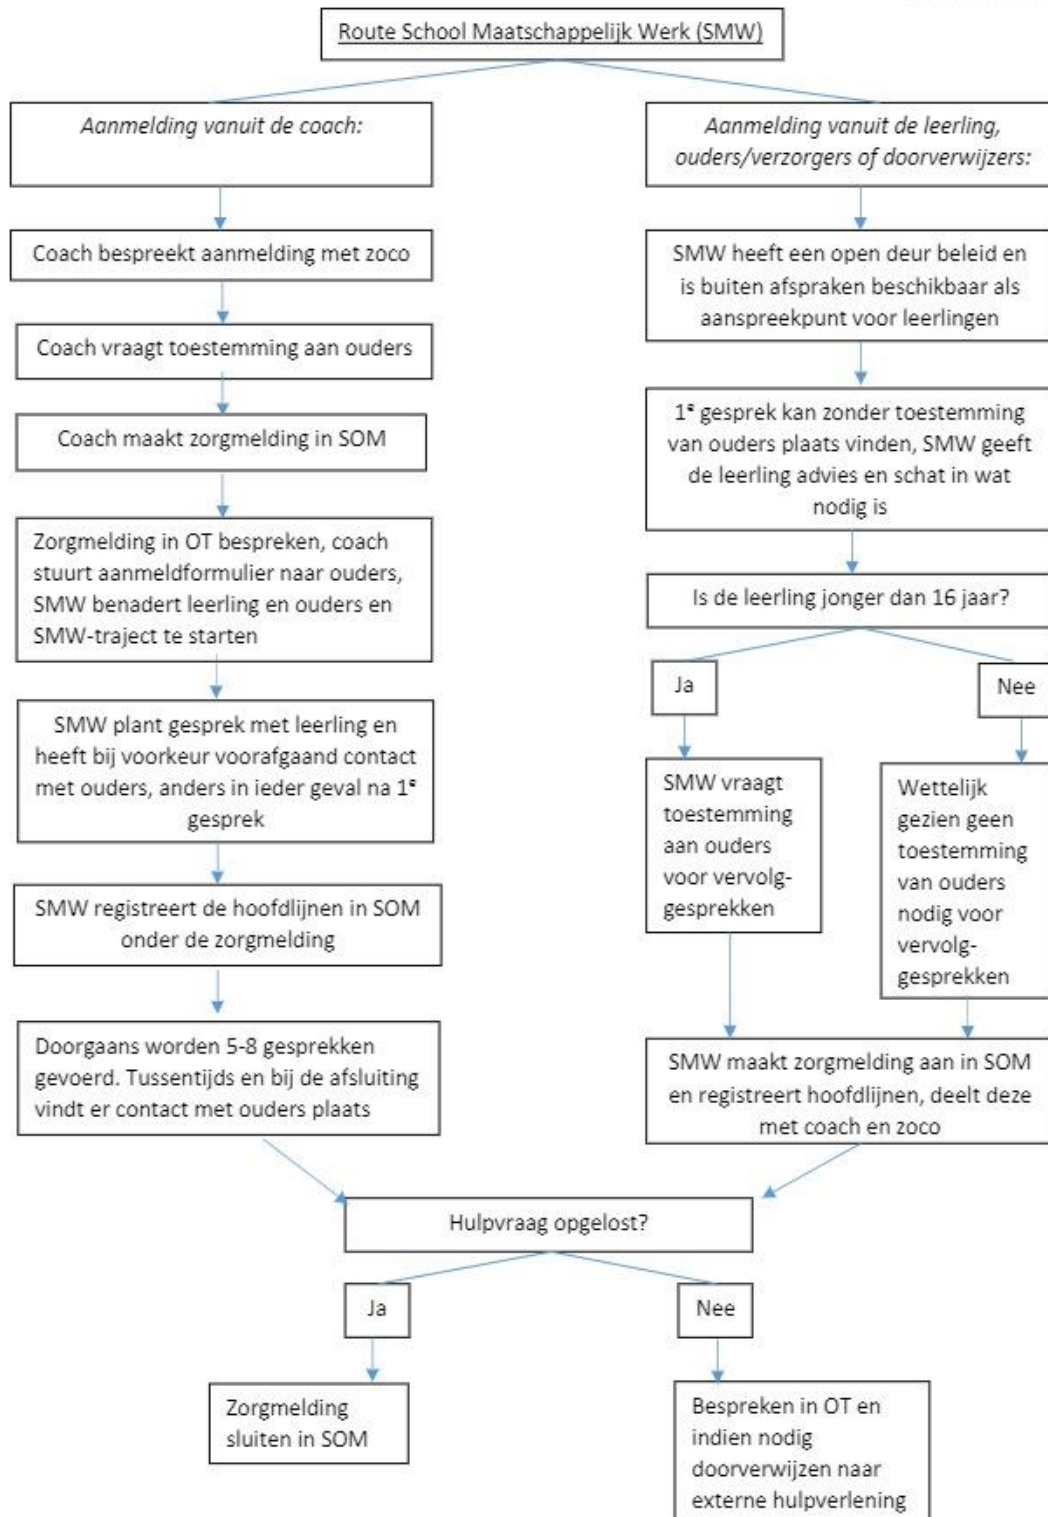 Route School Maatschappelijk Werk (SMW)
Aanmelding vanuit de coach:
Coach bespreekt aanmelding met zoco
Coach vraagt toestemming aan ouders
Coach maakt zorgmelding in SOM
Zorgmelding in OT bespreken, coach
stuurt aanmeldformulier naar ouders,
SMW benadert leerling en ouders en
SMW-traject te starten
SMW plant gesprek met leerling en
heeft bij voorkeur voorafgaand contact
met ouders, anders in ieder geval na 1ᵉ
gesprek
SMW registreert de hoofdlijnen in SOM
onder de zorgmelding
Doorgaans worden 5-8 gesprekken
gevoerd. Tussentijds en bij de afsluiting
vindt er contact met ouders plaats
Aanmelding vanuit de leerling,
ouders/verzorgers of doorverwijzers:
SMW heeft een open deur beleid en
is buiten afspraken beschikbaar als
aanspreekpunt voor leerlingen
1ᵉ gesprek kan zonder toestemming
van ouders plaats vinden, SMW geeft
de leerling advies en schat in wat
nodig is
Is de leerling jonger dan 16 jaar?
Ja
SMW vraagt
toestemming
aan ouders
voor vervolg-
gesprekken
Nee
Wettelijk
gezien geen
toestemming
van ouders
nodig voor
vervolg-
gesprekken
SMW maakt zorgmelding aan in SOM
en registreert hoofdlijnen, deelt deze
met coach en zoco
Hulpvraag opgelost?
Ja
Zorgmelding
sluiten in SOM
Nee
Bespreken in OT en
indien nodig
doorverwijzen naar
externe hulpverlening